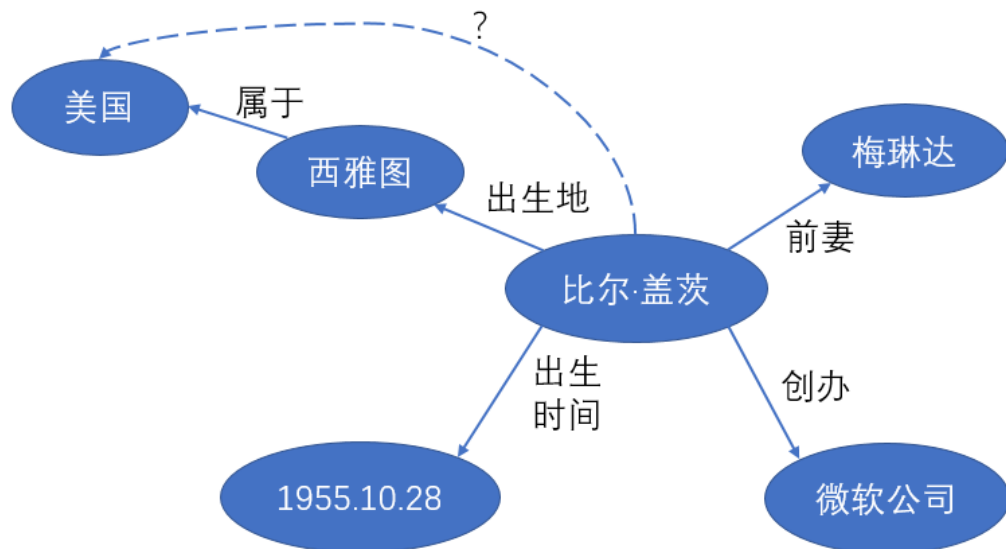 ?
美国
属于
西雅图
梅琳达
出生地
前妻
比尔·盖茨
出生
时间
创办
1955.10.28
微软公司